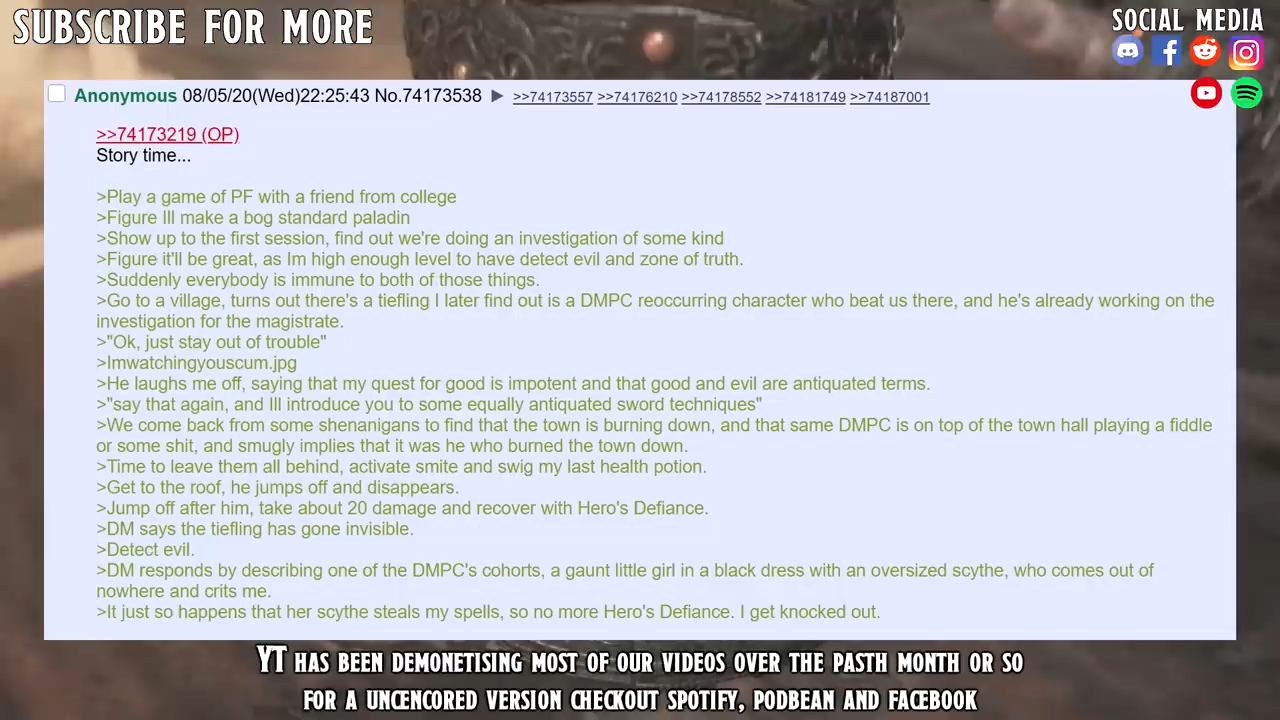 SUBSCRIBE FOR MORE
SOCIAL MEDIA
Anonymous 08/05/20(Wed)22:25:43 No.74173538 ▶ >>74173557 >>74176210 >>74178552 >>74181749 >>74187001
>>74173219 (OP)
Story time...
>Play a game of PF with a friend from college
>Figure Ill make a bog standard paladin
>Show up to the first session, find out we're doing an investigation of some kind
>Figure it'll be great, as Im high enough level to have detect evil and zone of truth.
>Suddenly everybody is immune to both of those things.
>Go to a village, turns out there's a tiefling I later find out is a DMPC reoccurring character who beat us there, and he's already working on the
investigation for the magistrate.
>"Ok, just stay out of trouble"
>Imwatchingyouscum.jpg
>He laughs me off, saying that my quest for good is impotent and that good and evil are antiquated terms.
>"say that again, and Ill introduce you to some equally antiquated sword techniques"
>We come back from some shenanigans to find that the town is burning down, and that same DMPC is on top of the town hall playing a fiddle
or some shit, and smugly implies that it was he who burned the town down.
>Time to leave them all behind, activate smite and swig my last health potion.
>Get to the roof, he jumps off and disappears.
>Jump off after him, take about 20 damage and recover with Hero's Defiance.
>DM says the tiefling has gone invisible.
>Detect evil.
>DM responds by describing one of the DMPC's cohorts, a gaunt little girl in a black dress with an oversized scythe, who comes out of
nowhere and crits me.
>It just so happens that her scythe steals my spells, so no more Hero's Defiance. I get knocked out.
YT HAS BEEN DEMONETISING MOST OF OUR VIDEOS OVER THE PASTH MONTH OR SO
FOR A UNCENCORED VERSION CHECKOUT SPOTIFY, PODBEAN AND FACEBOOK